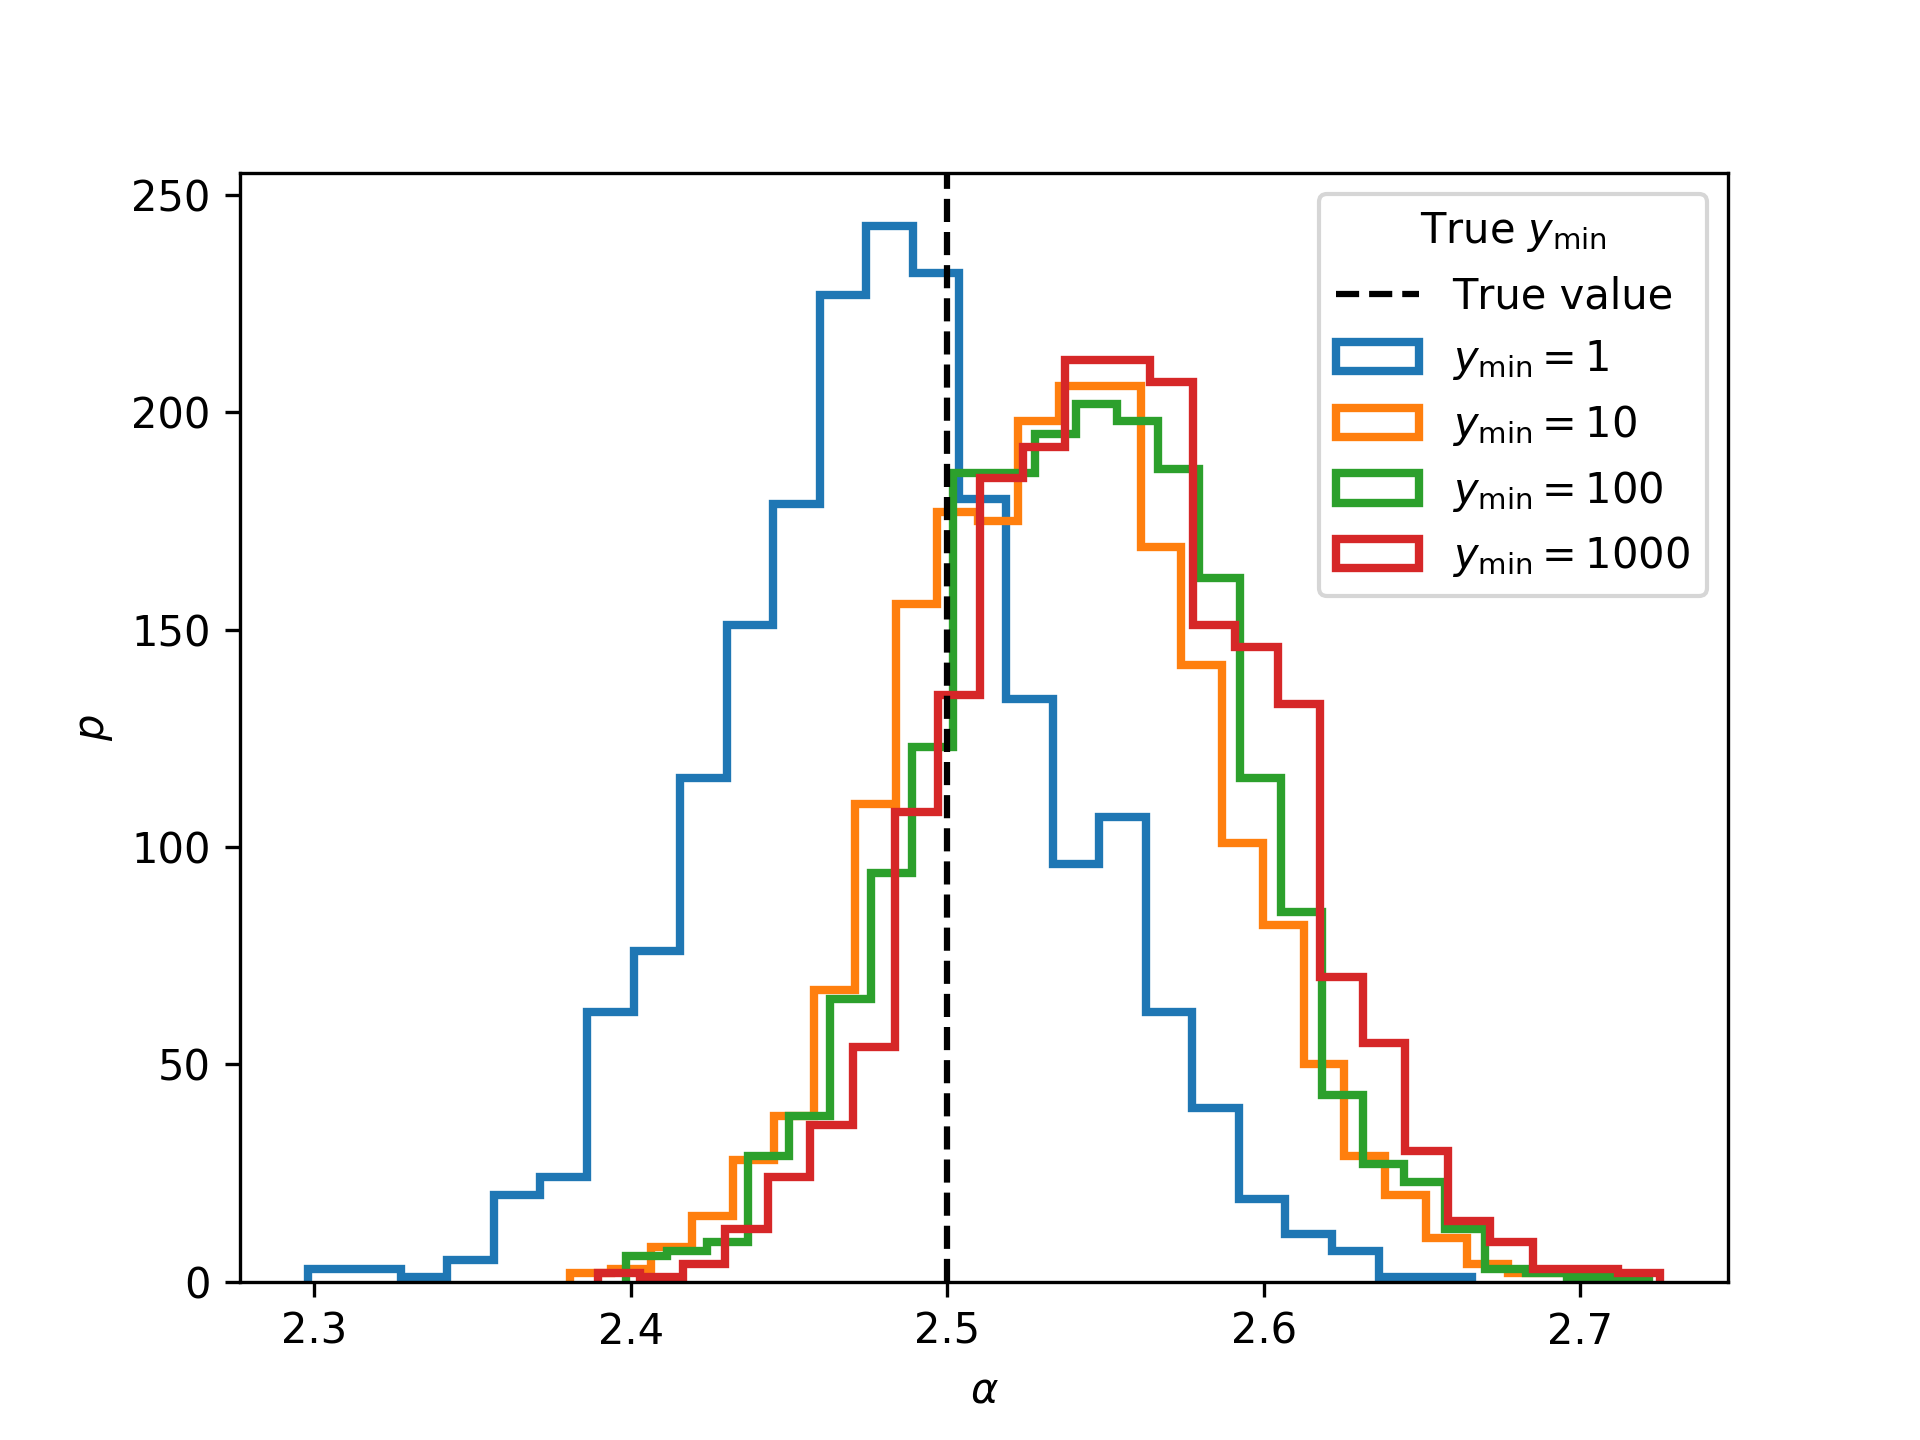 250
200
150
100
50
0
p
2.3 2.4 2.5 2.6 2.7
α
True y_min
True value
y_min = 1
y_min = 10
y_min = 100
y_min = 1000